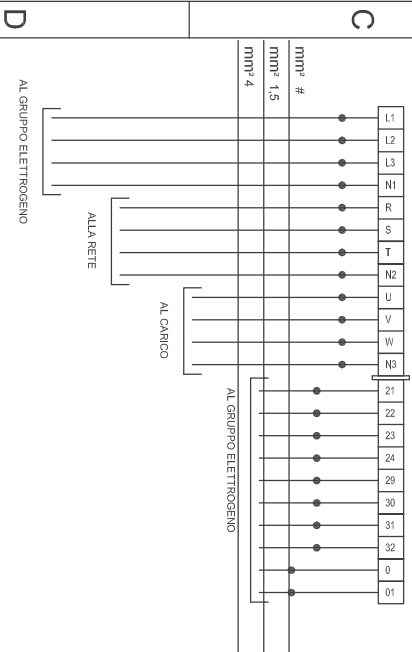 D
C
mm² #
mm² 1,5
mm² 4
L1
L2
L3
N1
R
S
T
N2
U
V
W
N3
21
22
23
24
29
30
31
32
0
01
AL GRUPPO ELETTROGENO
ALLA RETE
AL CARICO
AL GRUPPO ELETTROGENO